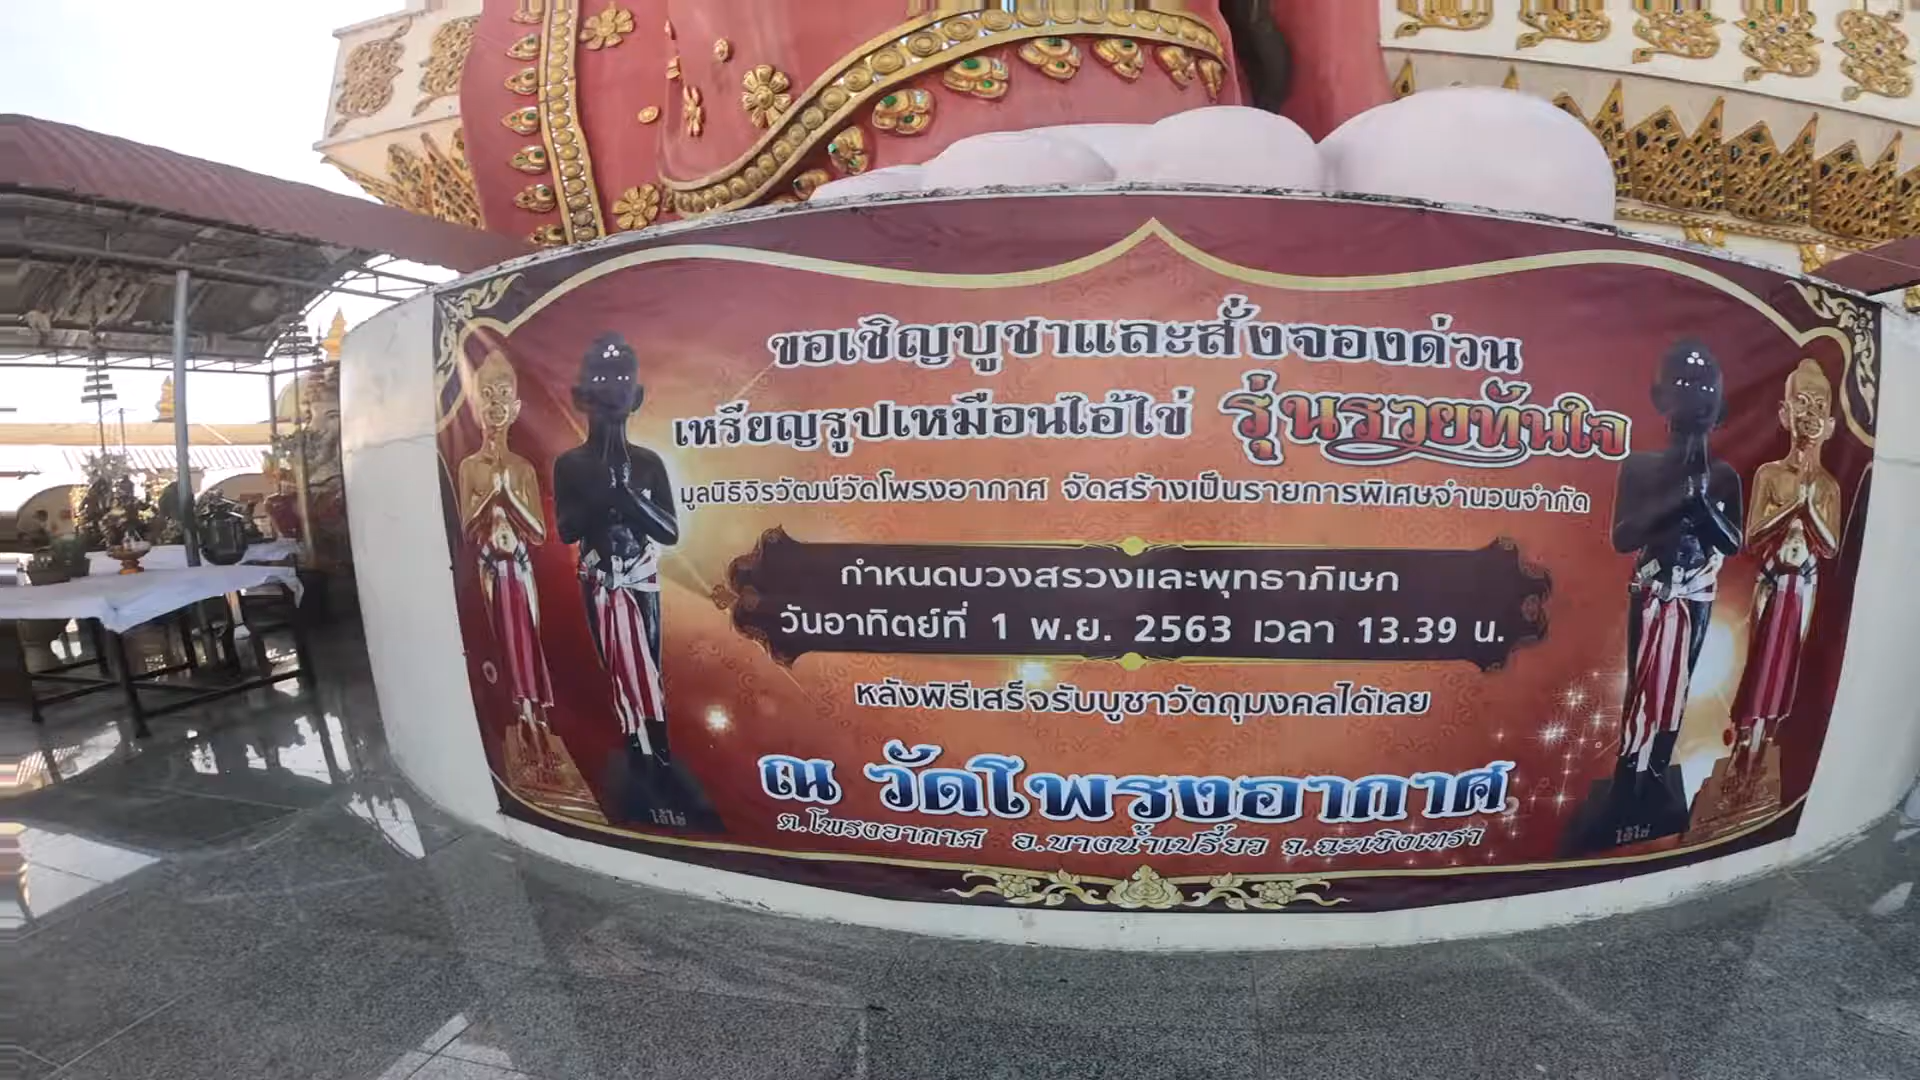 ขอเชิญบูชาและสั่งจองด่วน
เหรียญรูปเหมือนไอ้ไข่ รุ่นรวยทันใจ
มูลนิธิจิรวัฒน์วัดโพรงอากาศ จัดสร้างเป็นรายการพิเศษจำนวนจำกัด
กำหนดบวงสรวงและพุทธาภิเษก
วันอาทิตย์ที่ 1 พ.ย. 2563 เวลา 13.39 น.
หลังพิธีเสร็จรับบูชาวัตถุมงคลได้เลย
ณ วัดโพรงอากาศ
ต.โพรงอากาศ อ.บางน้ำเปรี้ยว จ.ฉะเชิงเทรา
ไอ้ไข่
ไอ้ไข่